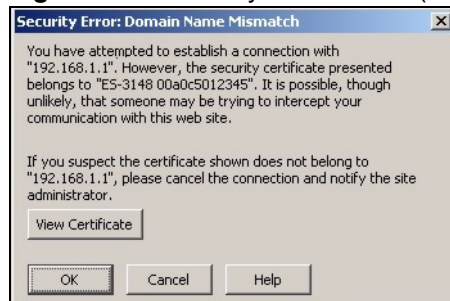 Security Error: Domain Name Mismatch
You have attempted to establish a connection with
"192.168.1.1". However, the security certificate presented
belongs to "ES-3148 00a0c5012345". It is possible, though
unlikely, that someone may be trying to intercept your
communication with this web site.
If you suspect the certificate shown does not belong to
"192.168.1.1", please cancel the connection and notify the site
administrator.
View Certificate
OK Cancel Help